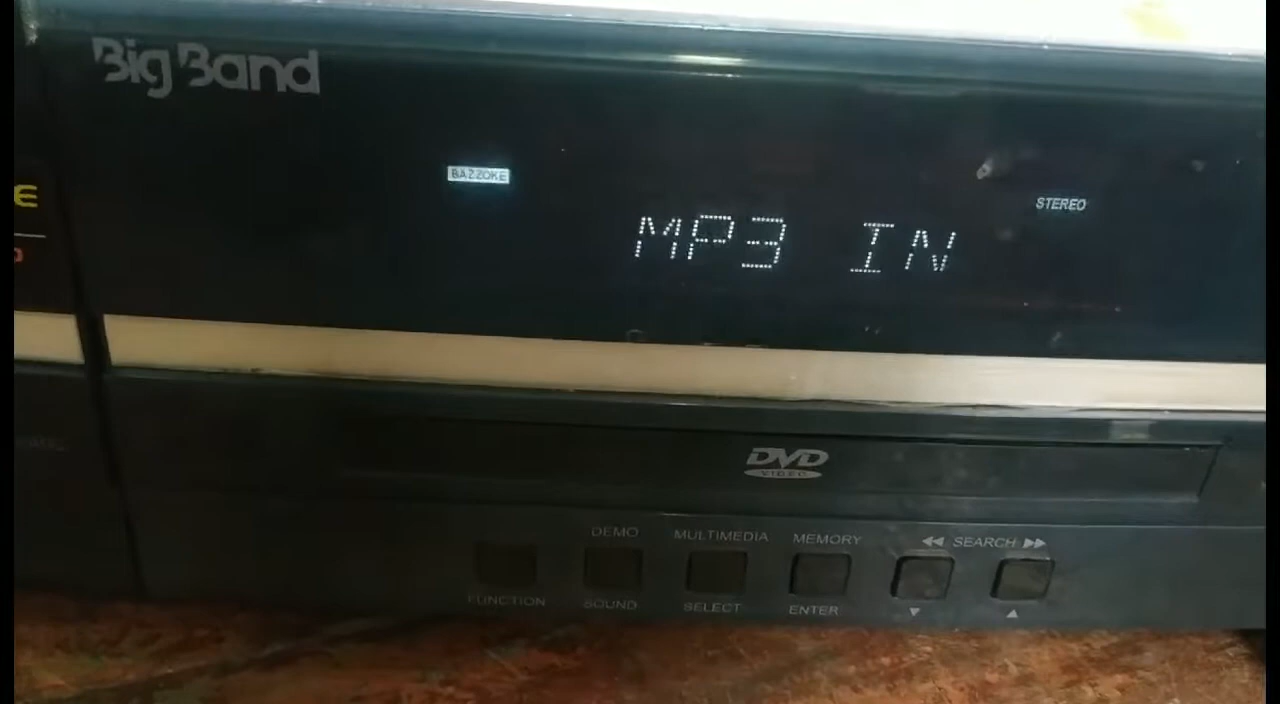 Big Band
BAZZOKE
STEREO
MP3 IN
E
DVD
VIDEO
DEMO MULTIMEDIA MEMORY SEARCH
FUNCTION SOUND SELECT ENTER